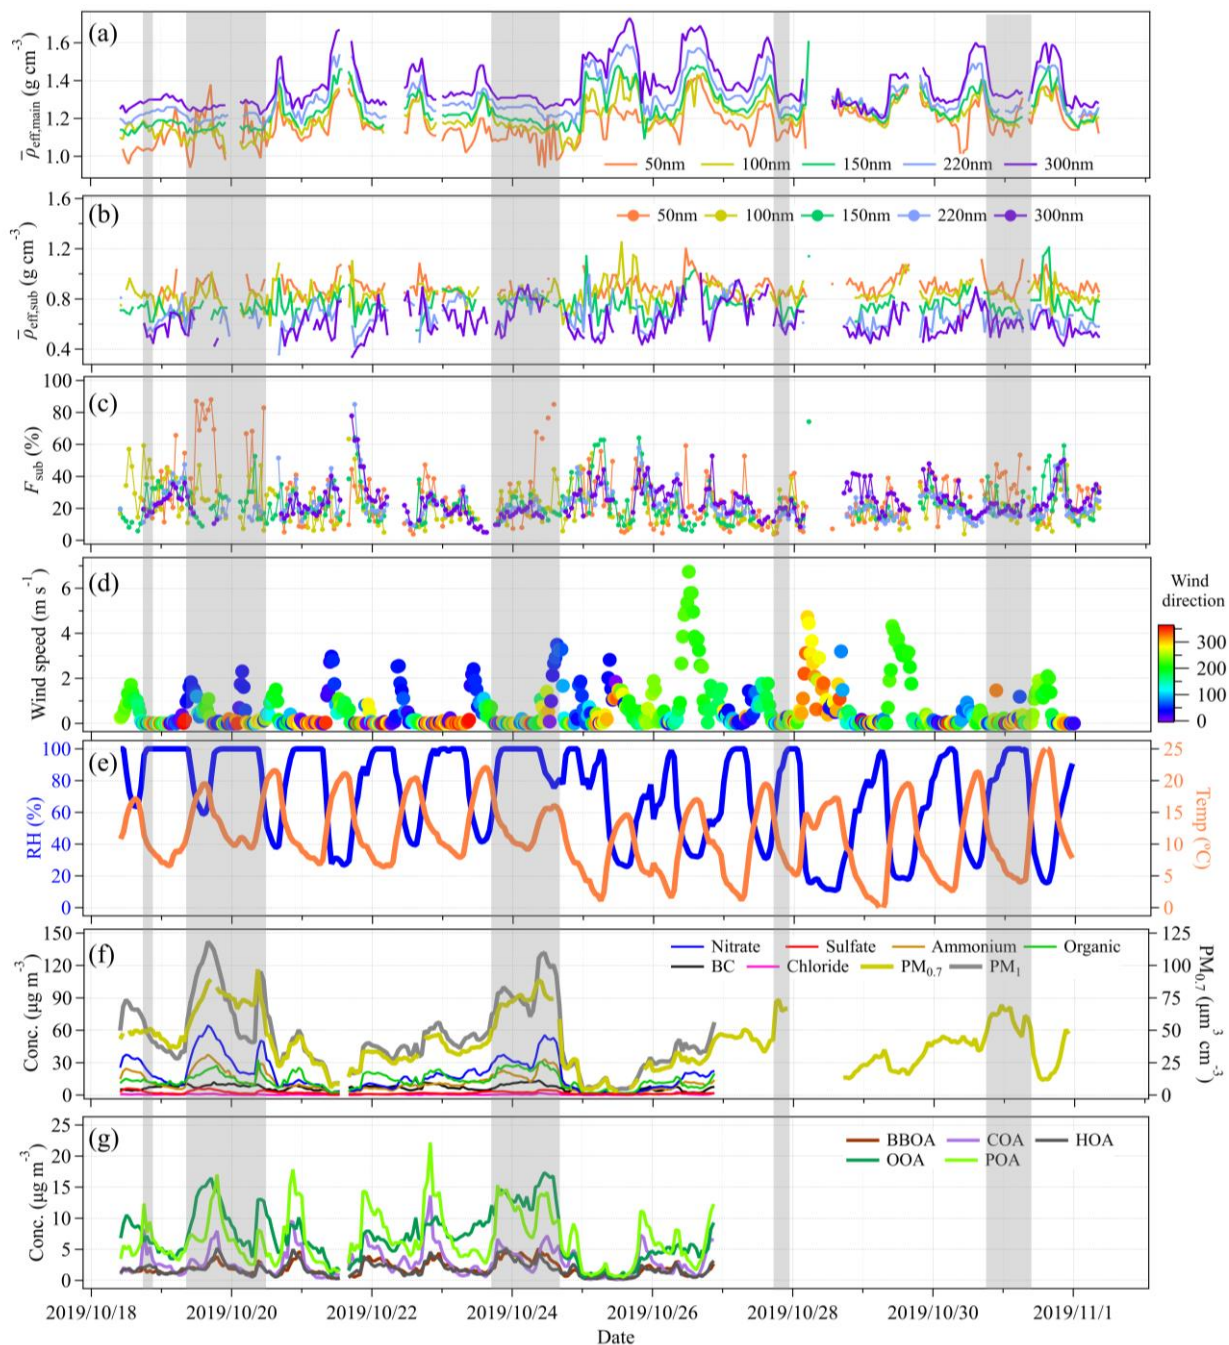 (a)
ρ̄eff,main (g cm⁻³)
1.6
1.4
1.2
1.0
50nm 100nm 150nm 220nm 300nm
(b)
ρ̄eff,sub (g cm⁻³)
1.6
1.2
0.8
0.4
50nm 100nm 150nm 220nm 300nm
(c)
Fsub (%)
100
80
60
40
20
0
(d)
Wind speed (m s⁻¹)
6
4
2
0
Wind
direction
300
200
100
0
(e)
RH (%)
100
80
60
40
20
0
25
20
15
10
5
0
Temp (ºC)
(f)
Conc. (μg m⁻³)
150
120
90
60
30
0
Nitrate Sulfate Ammonium Organic
BC Chloride PM₀.₇ PM₁
125
100
75
50
25
0
PM₀.₇ (μm³ cm⁻³)
(g)
Conc. (μg m⁻³)
25
20
15
10
5
0
BBOA COA HOA
OOA POA
2019/10/18 2019/10/20 2019/10/22 2019/10/24 2019/10/26 2019/10/28 2019/10/30 2019/11/1
Date